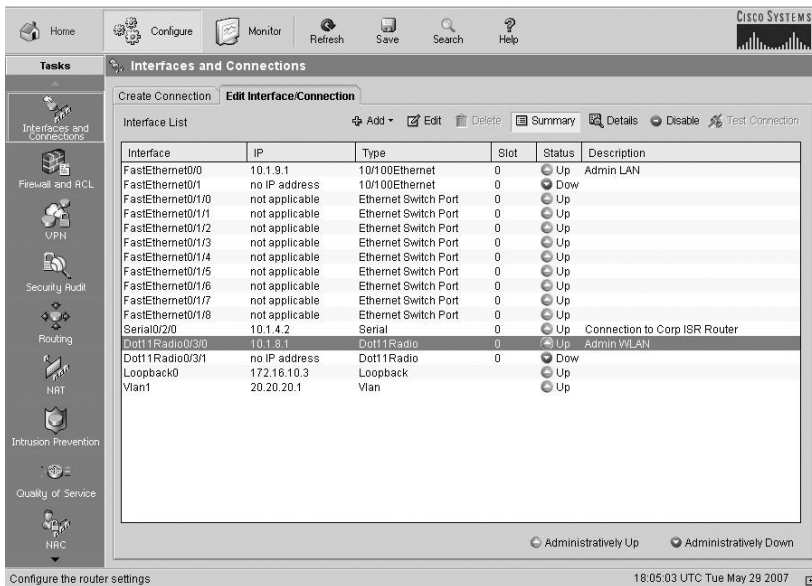 Home
Configure
Monitor
Refresh
Save
Search
Help
CISCO SYSTEMS
Tasks
Interfaces and Connections
Interfaces and Connections
Firewall and ACL
VPN
Security Audit
Routing
NAT
Intrusion Prevention
Quality of Service
NAC
Create Connection Edit Interface/Connection
Interface List Add Edit Delete Summary Details Disable Test Connection
Interface IP Type Slot Status Description
FastEthernet0/0 10.1.9.1 10/100Ethernet 0 Up Admin LAN
FastEthernet0/1 no IP address 10/100Ethernet 0 Dow
FastEthernet0/1/0 not applicable Ethernet Switch Port 0 Up
FastEthernet0/1/1 not applicable Ethernet Switch Port 0 Up
FastEthernet0/1/2 not applicable Ethernet Switch Port 0 Up
FastEthernet0/1/3 not applicable Ethernet Switch Port 0 Up
FastEthernet0/1/4 not applicable Ethernet Switch Port 0 Up
FastEthernet0/1/5 not applicable Ethernet Switch Port 0 Up
FastEthernet0/1/6 not applicable Ethernet Switch Port 0 Up
FastEthernet0/1/7 not applicable Ethernet Switch Port 0 Up
FastEthernet0/1/8 not applicable Ethernet Switch Port 0 Up
Serial0/2/0 10.1.4.2 Serial 0 Up Connection to Corp ISR Router
Dot11Radio0/3/0 10.1.8.1 Dot11Radio 0 Up Admin WLAN
Dot11Radio0/3/1 no IP address Dot11Radio 0 Dow
Loopback0 172.16.10.3 Loopback Up
Vlan1 20.20.20.1 Vlan Up
Administratively Up Administratively Down
Configure the router settings 18:05:03 UTC Tue May 29 2007